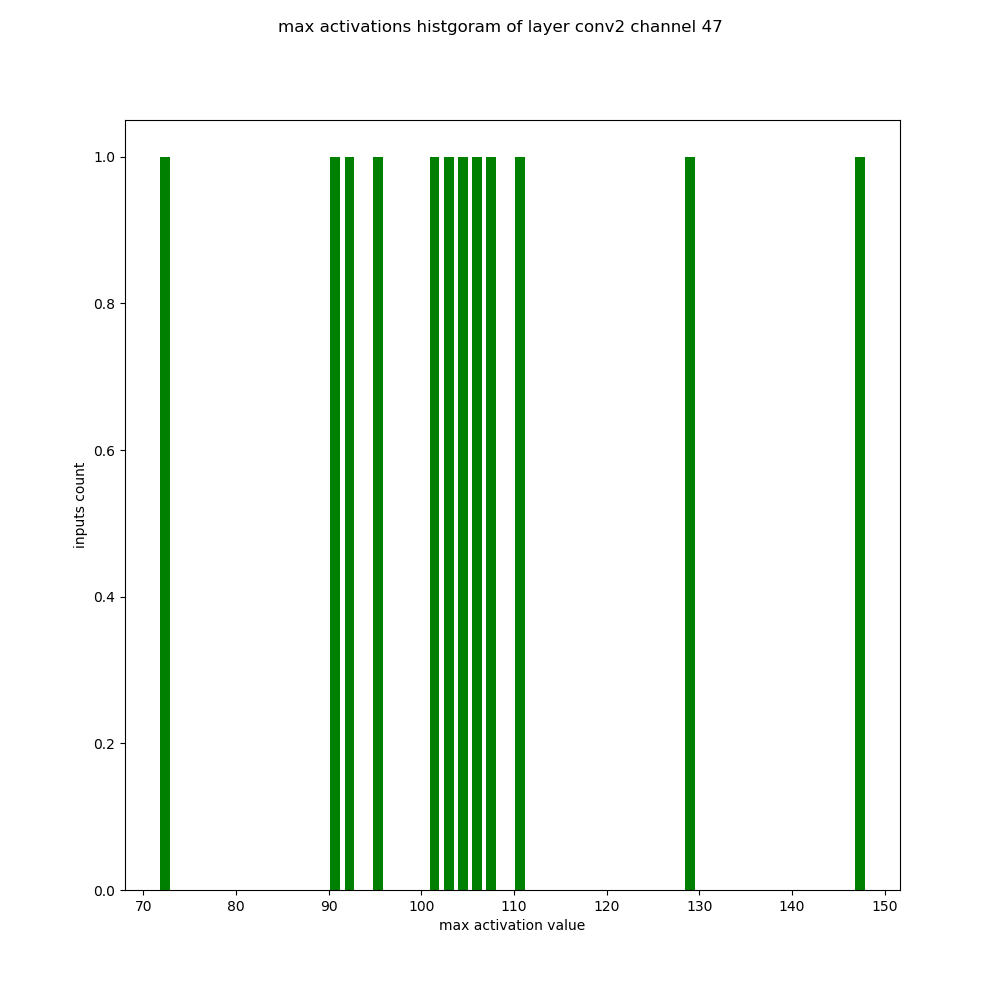 max activations histgoram of layer conv2 channel 47
1.0
0.8
0.6
0.4
0.2
0.0
inputs count
70 80 90 100 110 120 130 140 150
max activation value